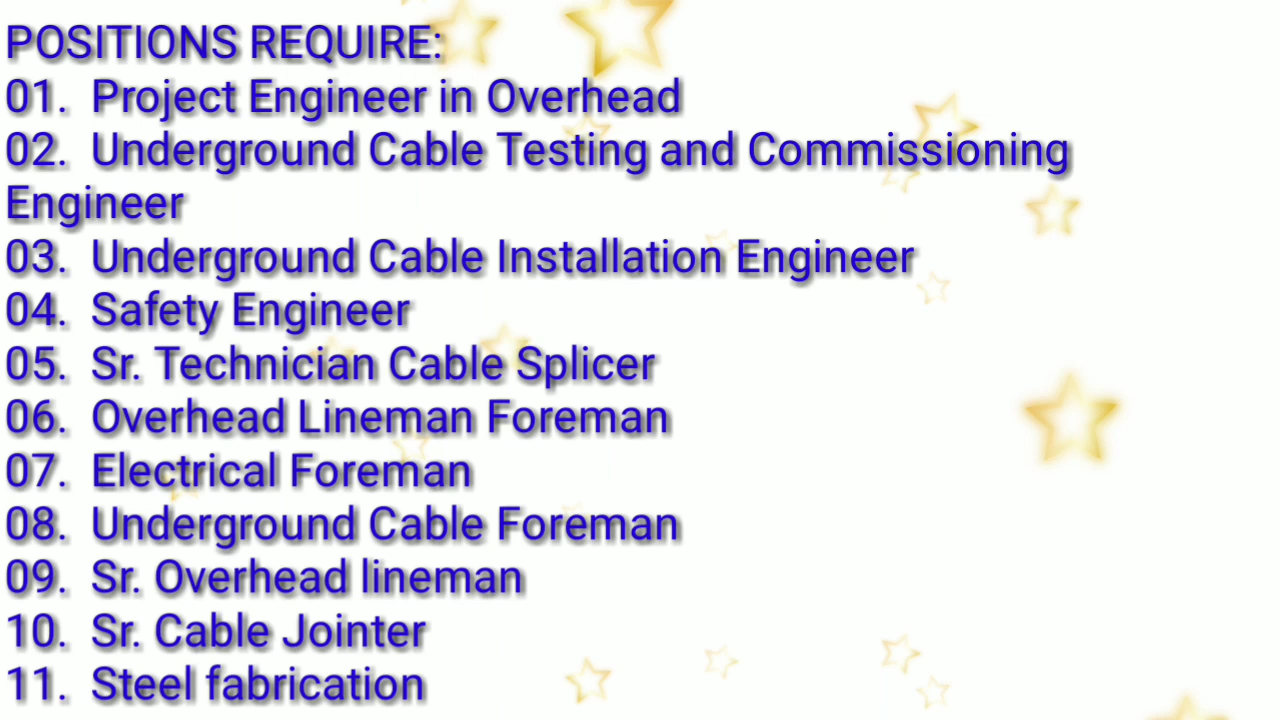 POSITIONS REQUIRE:
01. Project Engineer in Overhead
02. Underground Cable Testing and Commissioning
Engineer
03. Underground Cable Installation Engineer
04. Safety Engineer
05. Sr. Technician Cable Splicer
06. Overhead Lineman Foreman
07. Electrical Foreman
08. Underground Cable Foreman
09. Sr. Overhead lineman
10. Sr. Cable Jointer
11. Steel fabrication